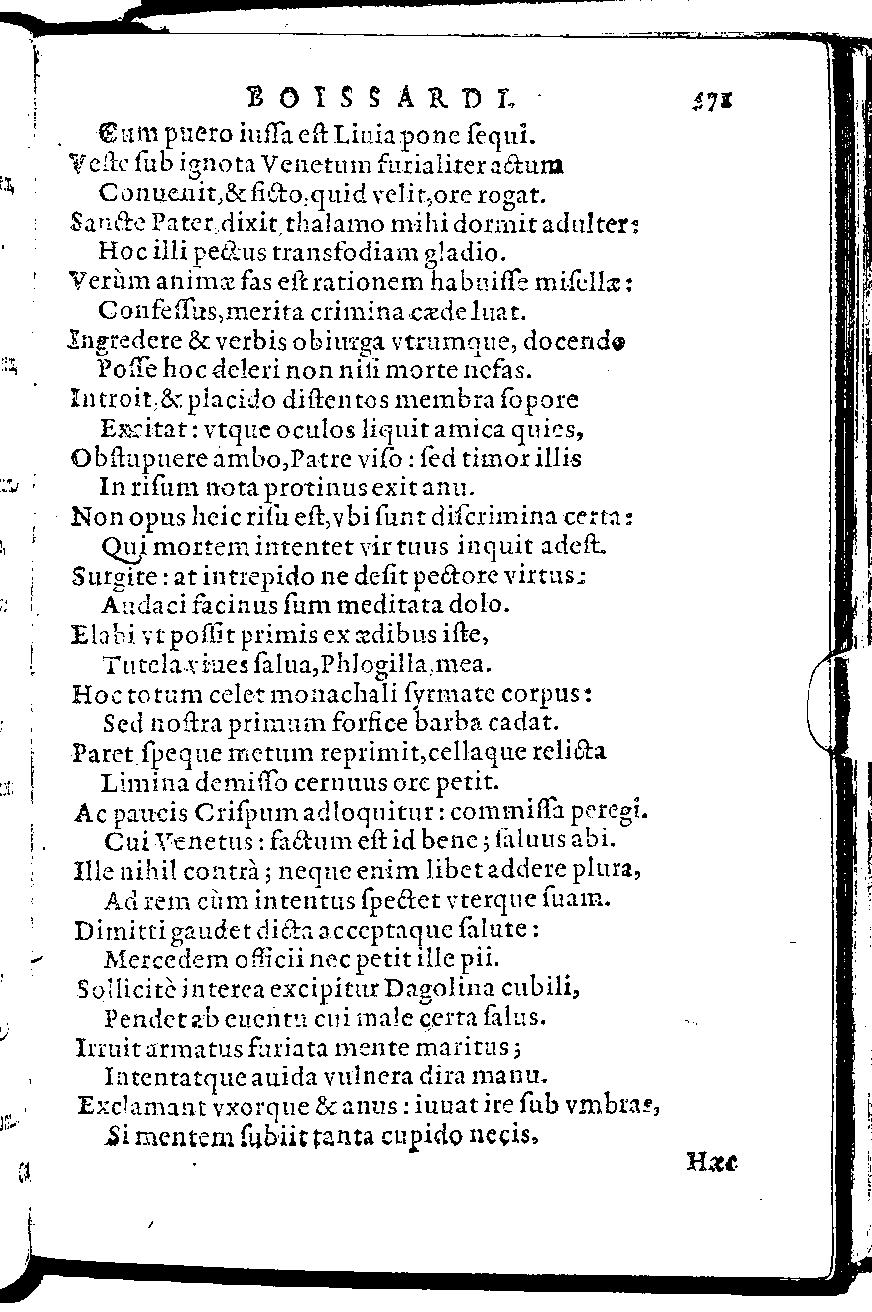 BOISSARDI. 571
Cum puero iuſſa eſt Liuia pone ſequi.
Veſte ſub ignota Venetum furialiter actum
Conuenit, & ficto, quid velit, ore rogat.
Sancte Pater, dixit, thalamo mihi dormit adulter:
Hoc illi pectus transfodiam gladio.
Verùm animæ fas eſt rationem habuiſſe miſellæ:
Confeſſus, merita crimina cæde luat.
Ingredere & verbis obiurga vtrumque, docendo
Poſſe hoc deleri non niſi morte nefas.
Introit, & placido diſtentos membra ſopore
Excitat: vtque oculos liquit amica quies,
Obſtupuere ambo, Patre viſo: ſed timor illis
In riſum nota protinus exit anu.
Non opus heic riſu eſt, vbi ſunt diſcrimina certa:
Qui mortem intentet vir tuus inquit adeſt.
Surgite: at intrepido ne deſit pectore virtus:
Audaci facinus ſum meditata dolo.
Elabi vt poſſit primis ex ædibus iſte,
Tutela viues ſalua, Phlogilla, mea.
Hoc totum celet monachali ſyrmate corpus:
Sed noſtra primum forfice barba cadat.
Paret ſpeque metum reprimit, cellaque relicta
Limina demiſſo cernuus ore petit.
Ac paucis Criſpum adloquitur: commiſſa peregi.
Cui Venetus: factum eſt id bene; ſaluus abi.
Ille nihil contrà; neque enim libet addere plura,
Ad rem cùm intentus ſpectet vterque ſuam.
Dimitti gaudet dicta acceptaque ſalute:
Mercedem officii nec petit ille pii.
Sollicitè interea excipitur Dagolina cubili,
Pendet ab euentu cui male certa ſalus.
Irruit armatus furiata mente maritus;
Intentatque auida vulnera dira manu.
Exclamant vxorque & anus: iuuat ire ſub vmbras,
Si mentem ſubiit tanta cupido necis,
Hæc